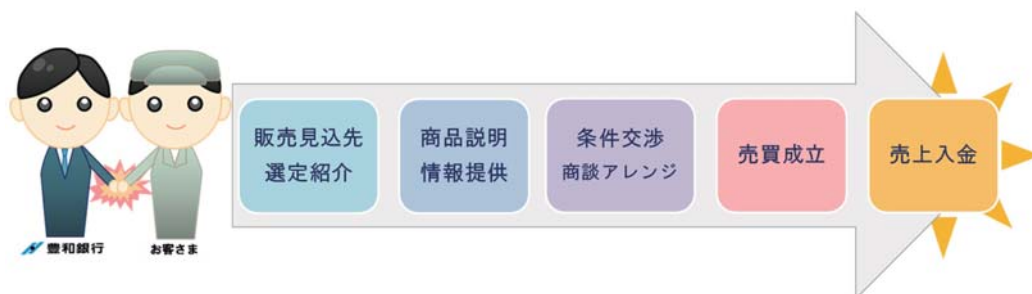 販売見込先
選定紹介
商品説明
情報提供
条件交渉
商談アレンジ
売買成立
売上入金
豊和銀行
お客さま